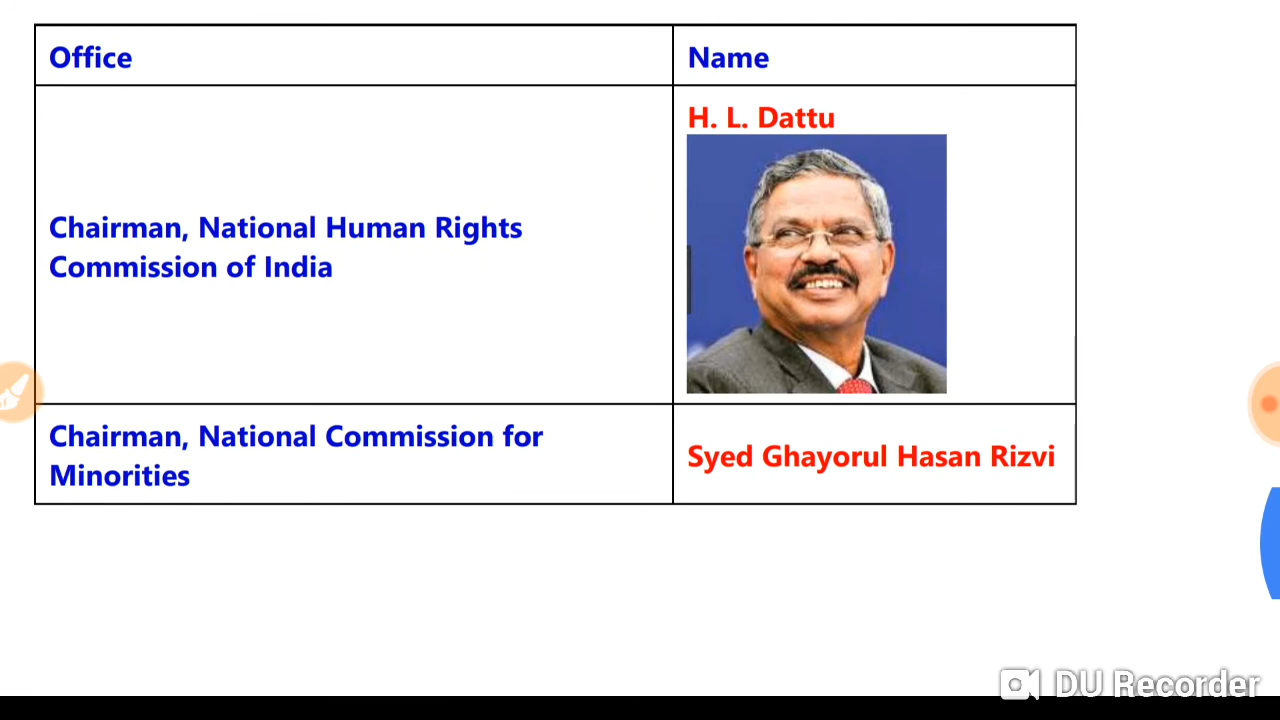 Office
Name
H. L. Dattu
Chairman, National Human Rights
Commission of India
Chairman, National Commission for
Minorities
Syed Ghayorul Hasan Rizvi
DU Recorder